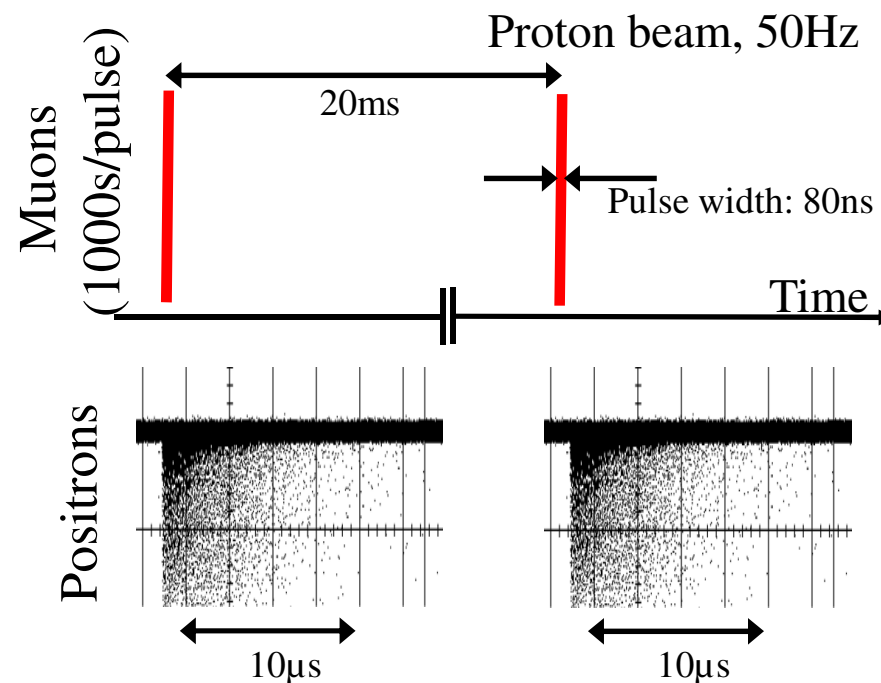 Proton beam, 50Hz
Muons
(1000s/pulse)
20ms
Pulse width: 80ns
Time
Positrons
10µs
10µs